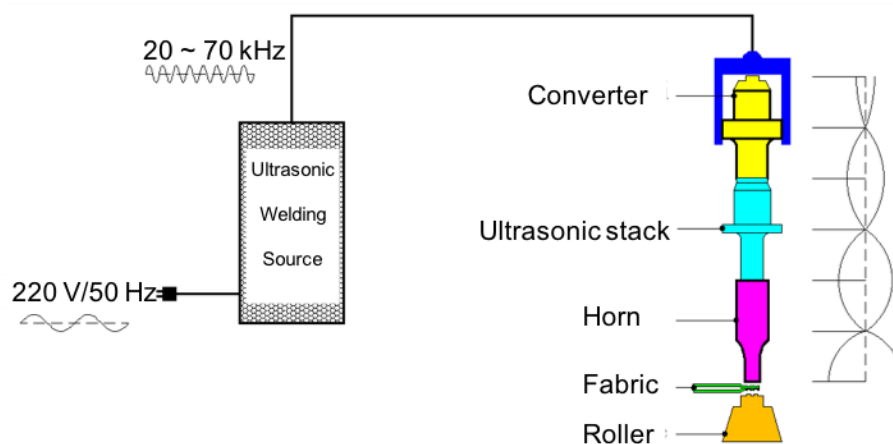 20 ~ 70 kHz
Converter
Ultrasonic
Welding
Source
Ultrasonic stack
220 V/50 Hz
Horn
Fabric
Roller